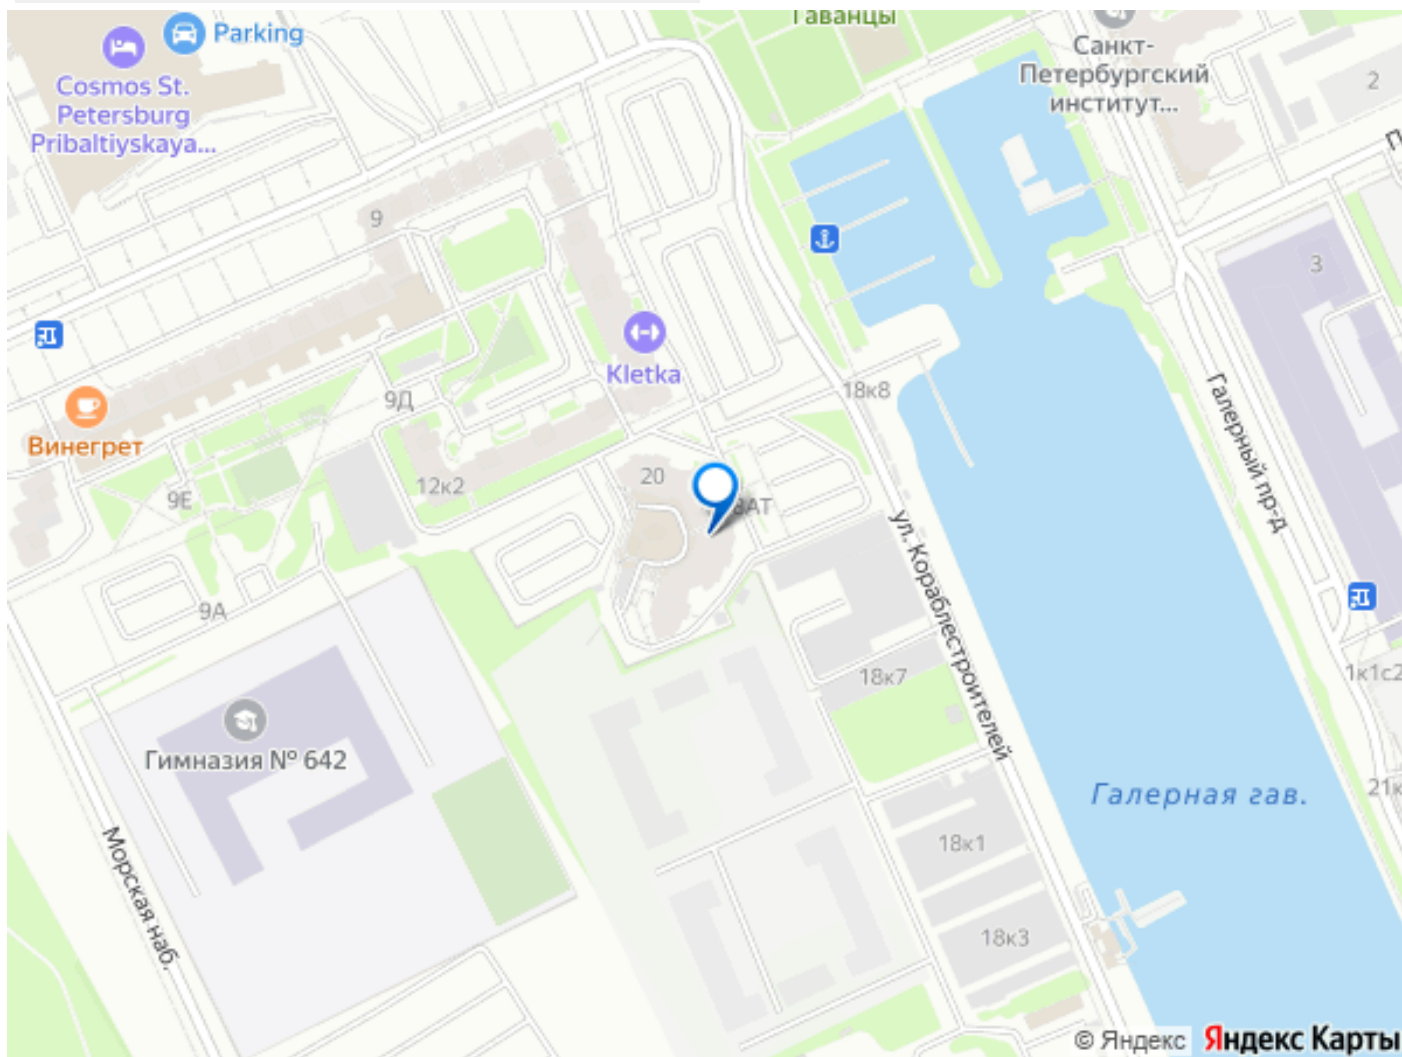 Гаванцы
Parking
Cosmos St.
Petersburg
Pribaltiyskaya...
Санкт-
Петербургский
институт...
2
9
3
Kletka
18к8
9Д
Винегрет
Галерный пр-д
20
12к2
9Е
ул. Кораблестроителей
9А
18к7
1к1с2
Гимназия № 642
Галерная гав.
21к
18к1
Морская наб.
18к3
© Яндекс
Яндекс Карты